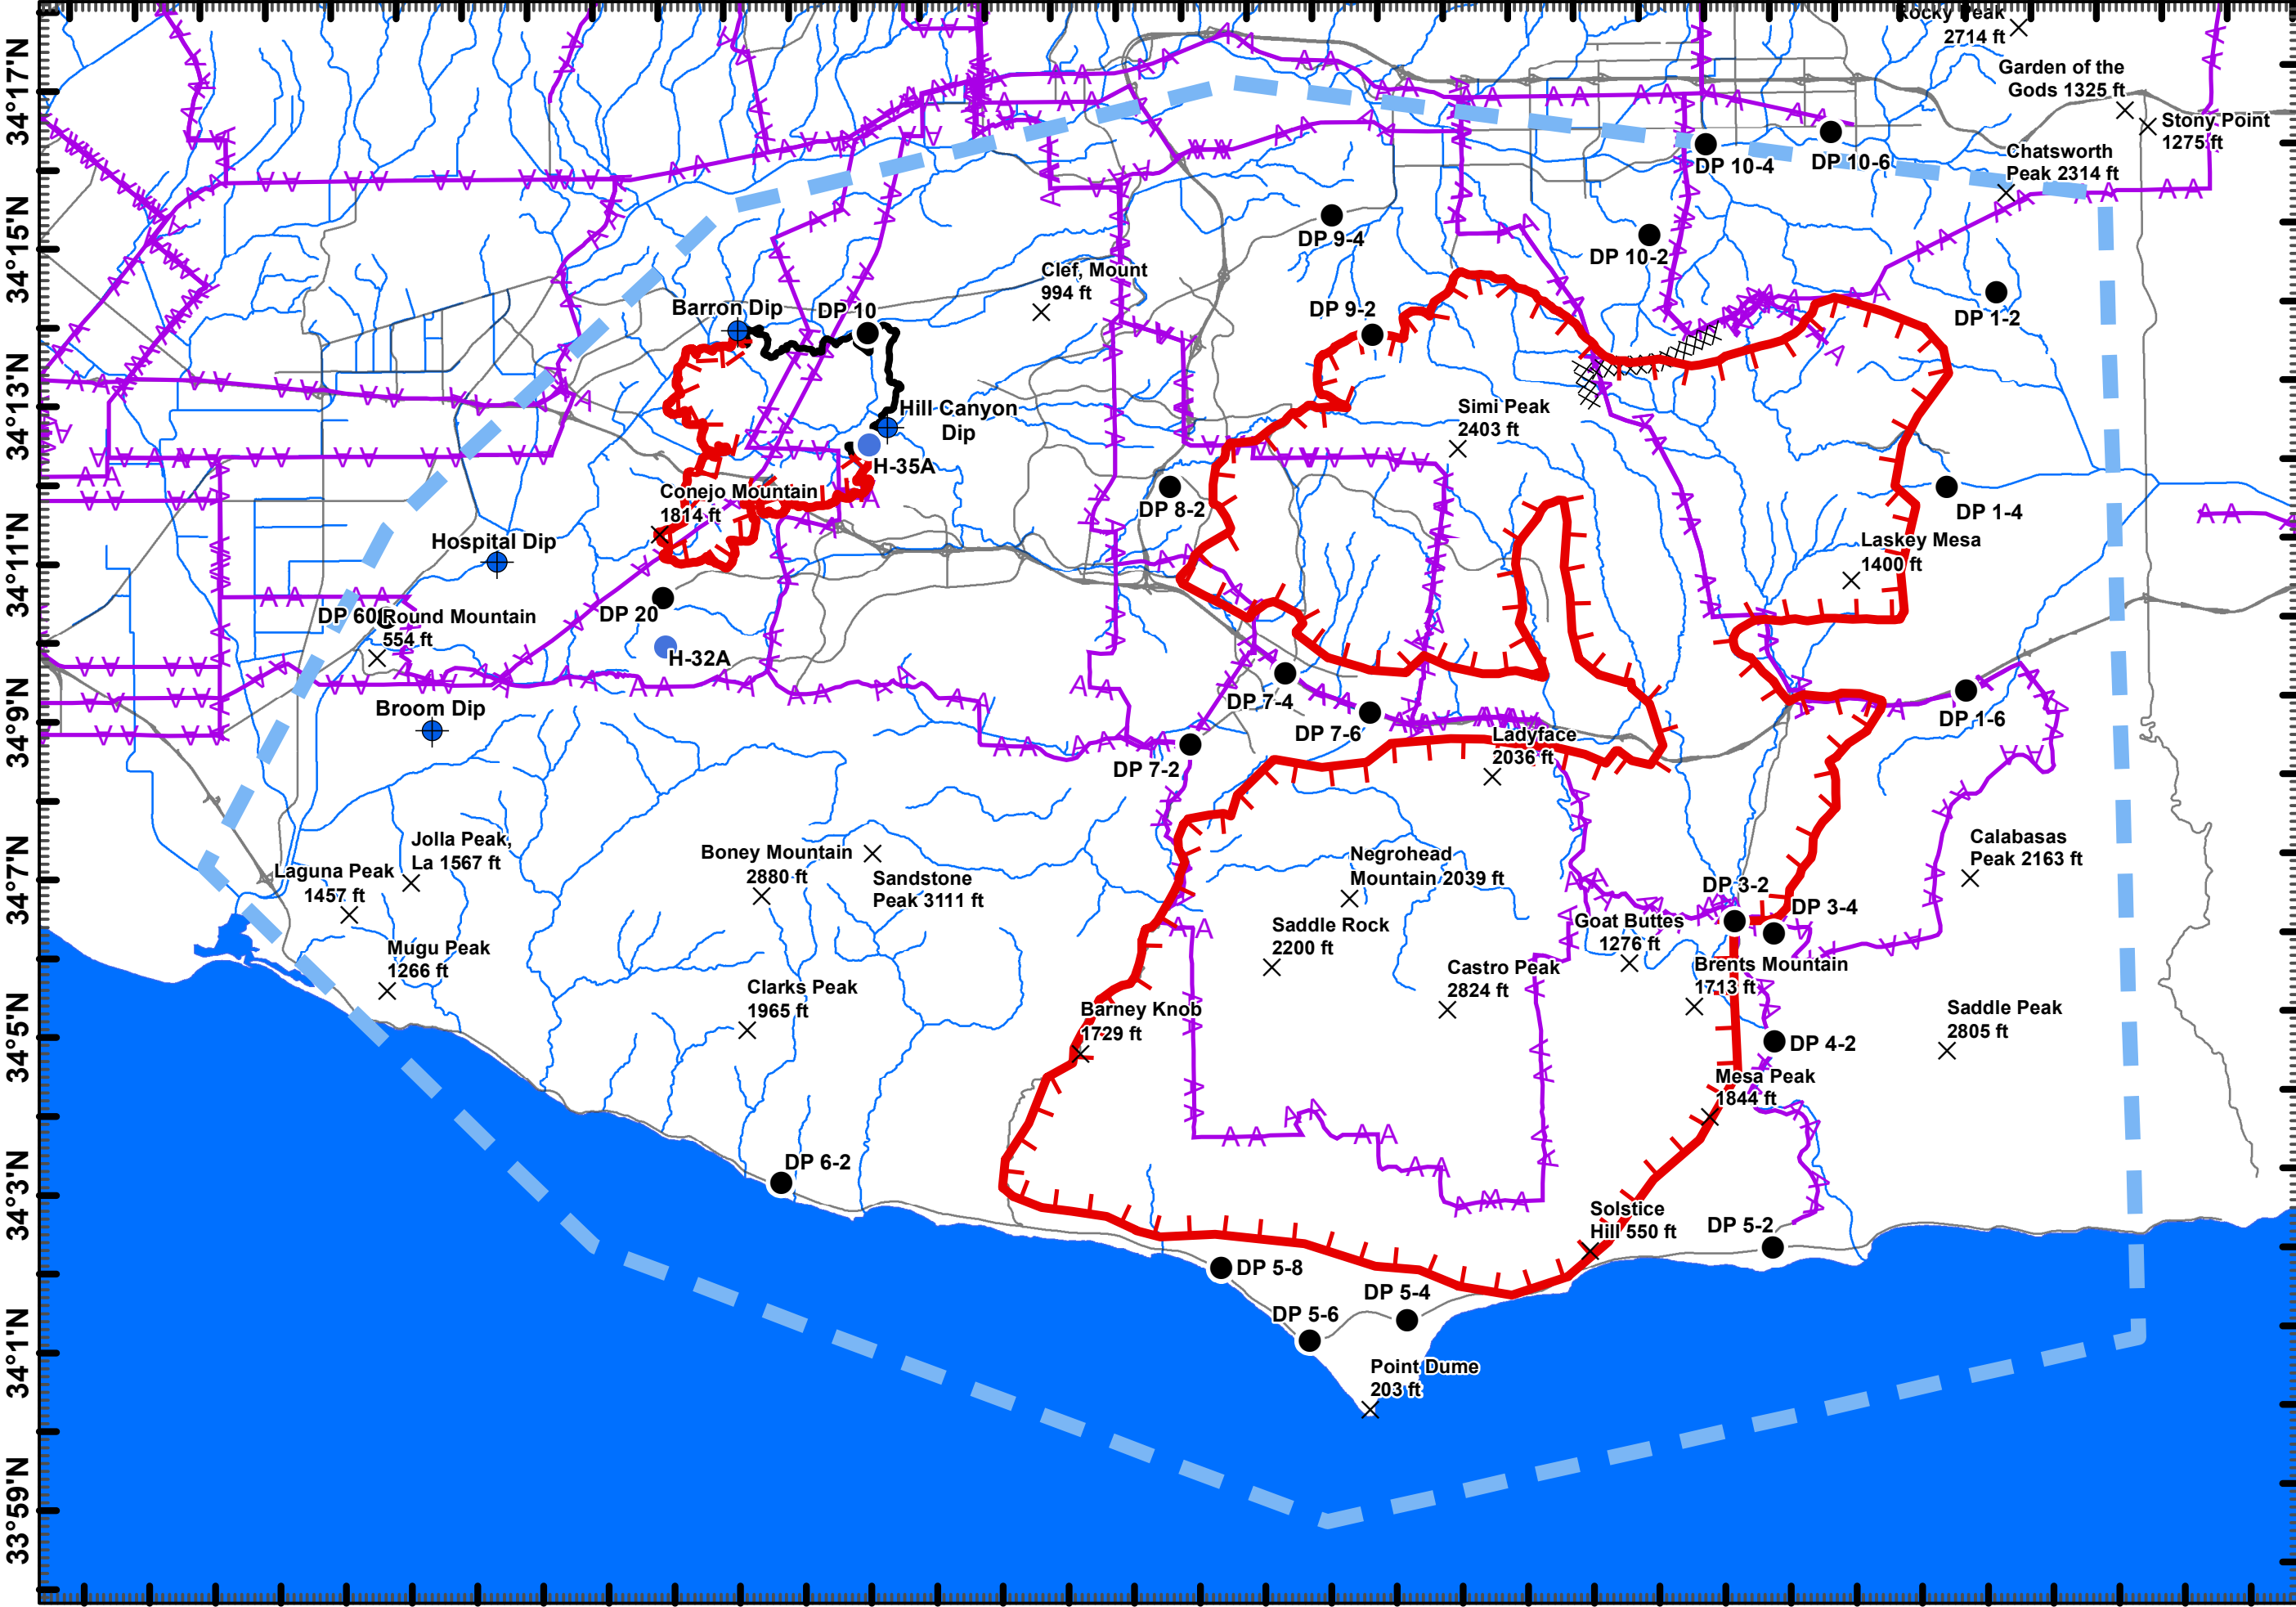 Rocky Peak
2714 ft
34°17'N
Garden of the
Gods 1325 ft
Stony Point
1275 ft
DP 10-4
DP 10-6
Chatsworth
Peak 2314 ft
34°15'N
DP 9-4
DP 10-2
Clef, Mount
994 ft
Barron Dip
DP 10
DP 9-2
DP 1-2
34°13'N
Hill Canyon
Dip
Simi Peak
2403 ft
H-35A
Conejo Mountain
1814 ft
DP 8-2
DP 1-4
34°11'N
Hospital Dip
Laskey Mesa
1400 ft
DP 20
DP 60
Round Mountain
554 ft
H-32A
34°9'N
Broom Dip
DP 7-4
DP 7-6
DP 1-6
DP 7-2
Ladyface
2036 ft
34°7'N
Jolla Peak,
La 1567 ft
Laguna Peak
1457 ft
Boney Mountain
2880 ft
Sandstone
Peak 3111 ft
Negrohead
Mountain 2039 ft
Calabasas
Peak 2163 ft
DP 3-2
DP 3-4
Saddle Rock
2200 ft
Goat Buttes
1276 ft
Mugu Peak
1266 ft
Castro Peak
2824 ft
Brents Mountain
1713 ft
Clarks Peak
1965 ft
Barney Knob
1729 ft
Saddle Peak
2805 ft
34°5'N
DP 4-2
Mesa Peak
1844 ft
34°3'N
DP 6-2
Solstice
Hill 550 ft
DP 5-2
DP 5-8
DP 5-4
DP 5-6
34°1'N
Point Dume
203 ft
33°59'N